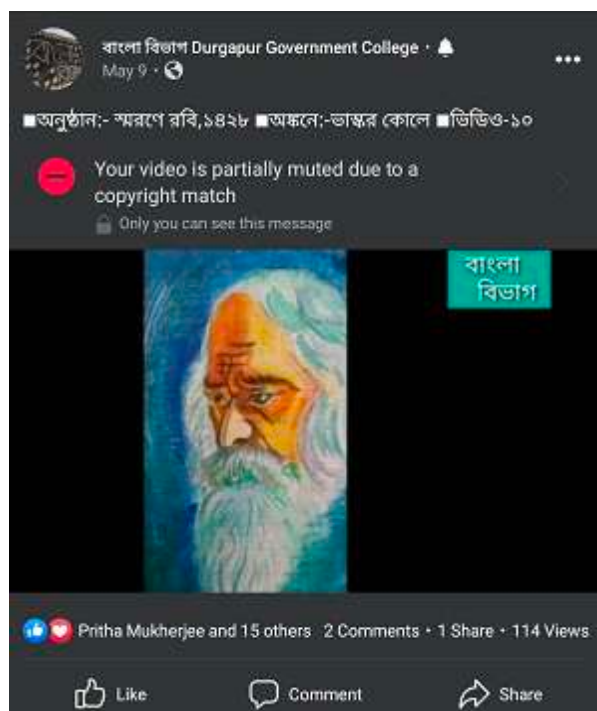 বাংলা বিভাগ Durgapur Government College ·
May 9 ·
■অনুষ্ঠান:- স্মরণে রবি,১৪২৮ ■অঙ্কনে:-ভাস্কর কোলে ■ভিডিও-১০
Your video is partially muted due to a
copyright match
Only you can see this message
বাংলা
বিভাগ
Pritha Mukherjee and 15 others 2 Comments • 1 Share • 114 Views
Like Comment Share